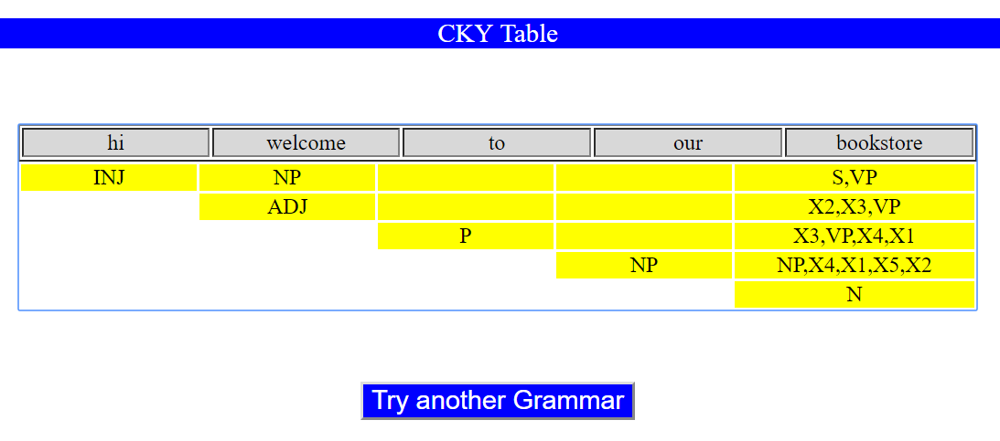 CKY Table
hi welcome to our bookstore
INJ NP S,VP
ADJ X2,X3,VP
P X3,VP,X4,X1
NP NP,X4,X1,X5,X2
N
Try another Grammar